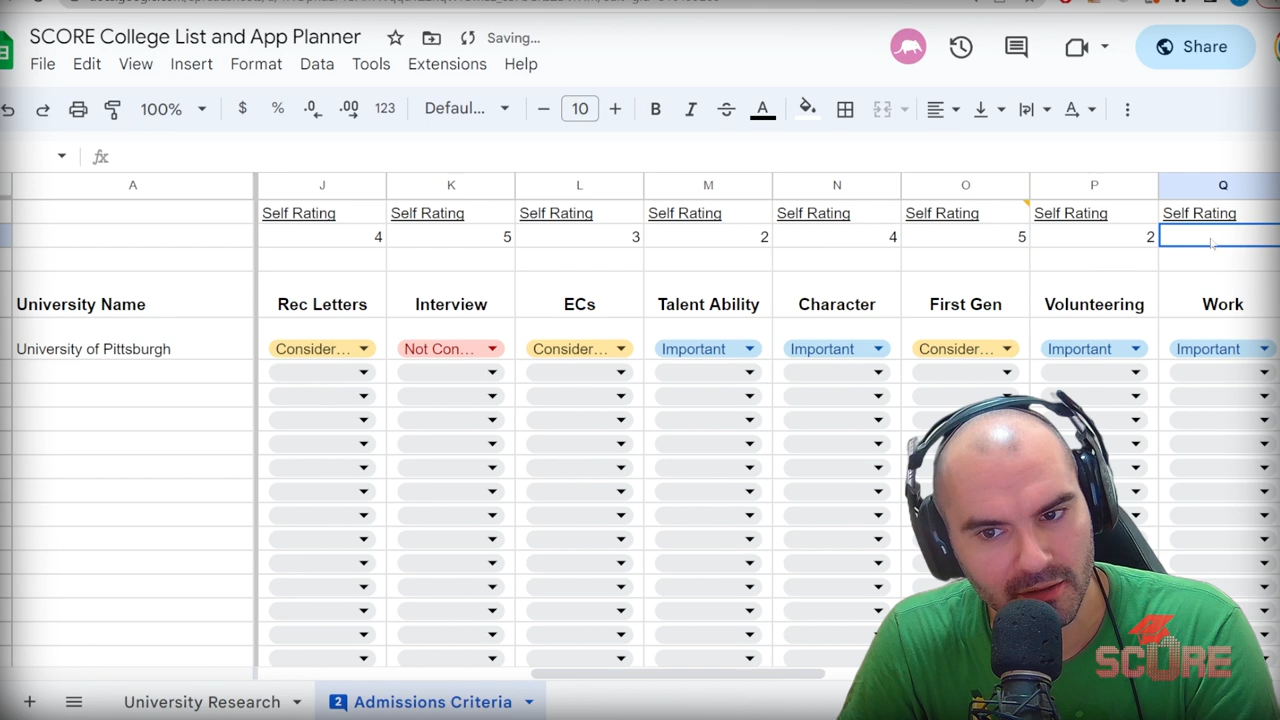 SCORE College List and App Planner
Saving...
Share
File Edit View Insert Format Data Tools Extensions Help
100% $ % .0 .00 123 Defaul... 10 B I A
fx
A J K L M N O P Q
Self Rating Self Rating Self Rating Self Rating Self Rating Self Rating Self Rating Self Rating
4 5 3 2 4 5 2
University Name Rec Letters Interview ECs Talent Ability Character First Gen Volunteering Work
University of Pittsburgh Consider... Not Con... Consider... Important Important Consider... Important Important
SCORE
University Research 2 Admissions Criteria